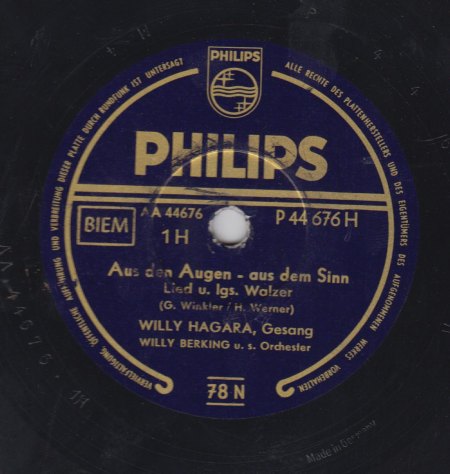 PHILIPS
VERVIELFÄLTIGUNG, ÖFFENTLICHE AUFFÜHRUNG UND VERBREITUNG DIESER PLATTE DURCH RUNDFUNK IST UNTERSAGT
ALLE RECHTE DES PLATTENHERSTELLERS UND DES EIGENTÜMERS DES AUFGENOMMENEN WERKES VORBEHALTEN.
PHILIPS
BIEM
AA 44676
P 44 676 H
1 H
Aus den Augen - aus dem Sinn
Lied u. lgs. Walzer
(G. Winkler / H. Werner)
WILLY HAGARA, Gesang
WILLY BERKING u. s. Orchester
78 N
Made in Germany